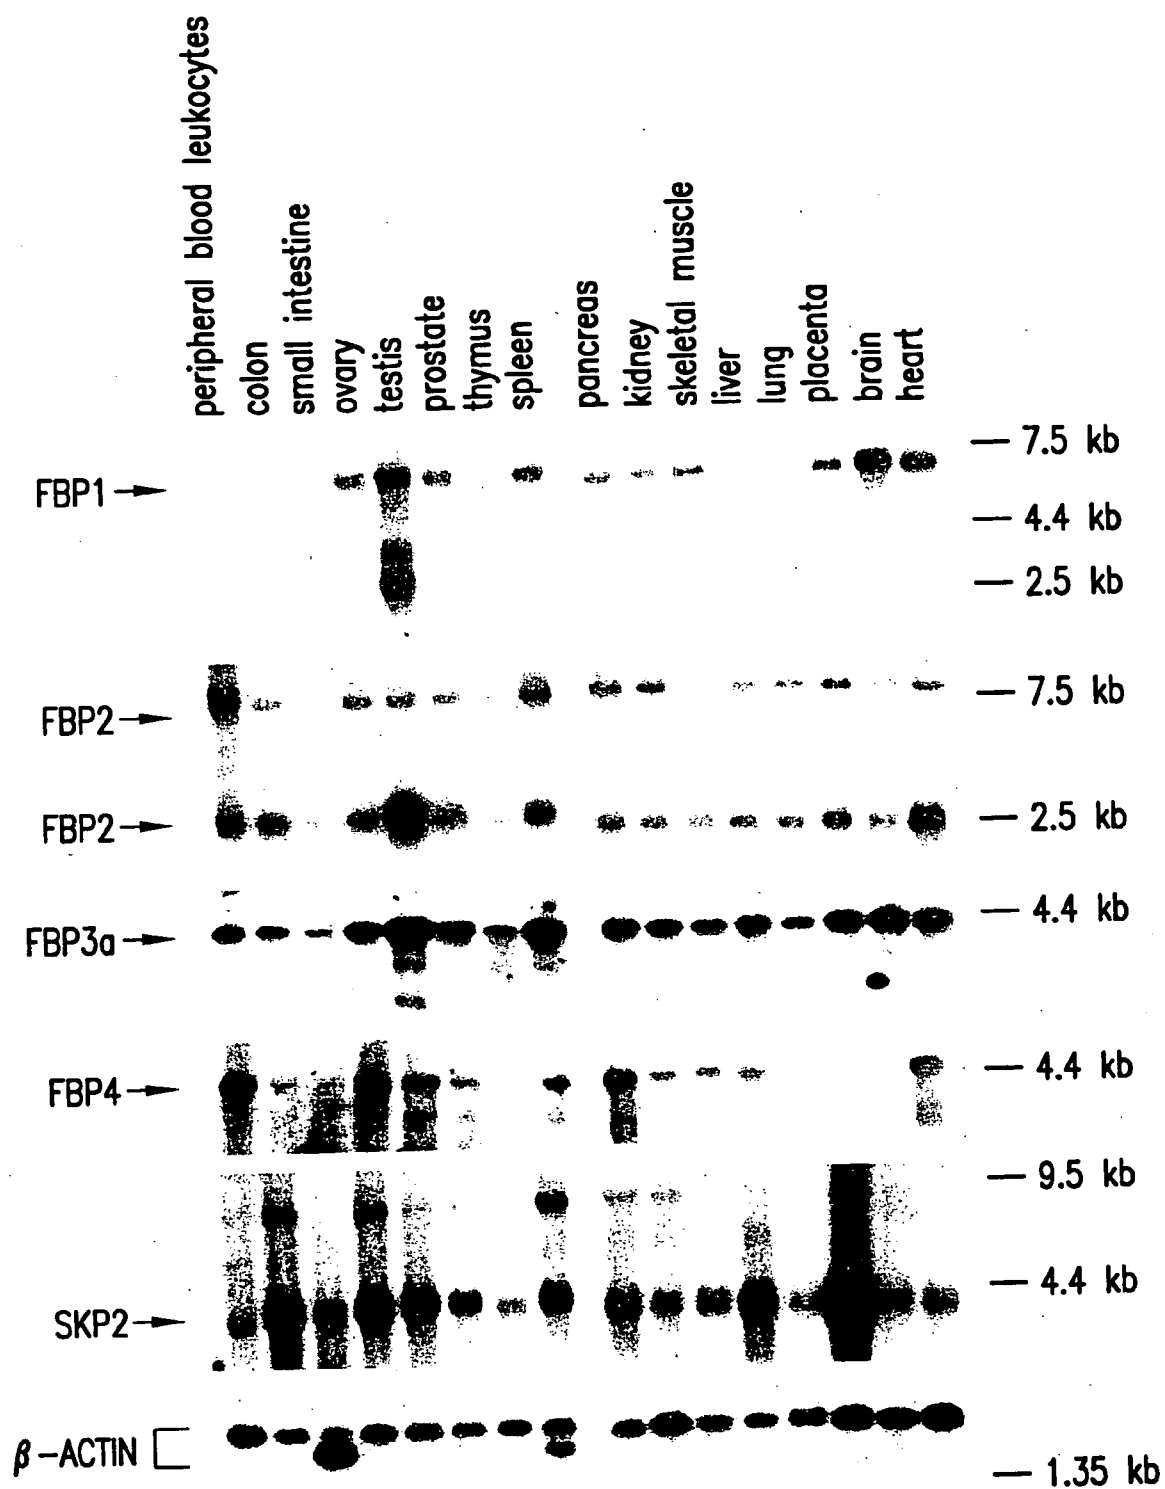 peripheral blood leukocytes
colon
small intestine
ovary
testis
prostate
thymus
spleen
pancreas
kidney
skeletal muscle
liver
lung
placenta
brain
heart
FBP1
7.5 kb
4.4 kb
2.5 kb
FBP2
7.5 kb
FBP2
2.5 kb
FBP3a
4.4 kb
FBP4
4.4 kb
9.5 kb
SKP2
4.4 kb
β-ACTIN
1.35 kb